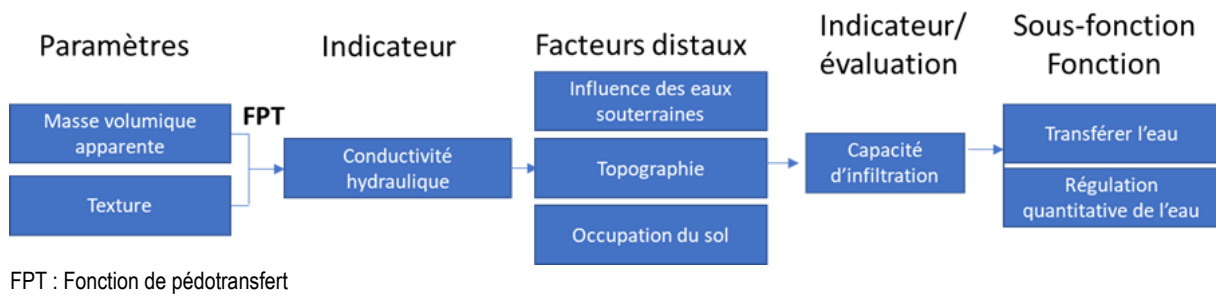 Paramètres
Indicateur
Facteurs distaux
Indicateur/
évaluation
Sous-fonction
Fonction
Masse volumique
apparente
Texture
FPT
Conductivité
hydraulique
Influence des eaux
souterraines
Topographie
Occupation du sol
Capacité
d'infiltration
Transférer l'eau
Régulation
quantitative de l'eau
FPT : Fonction de pédotransfert